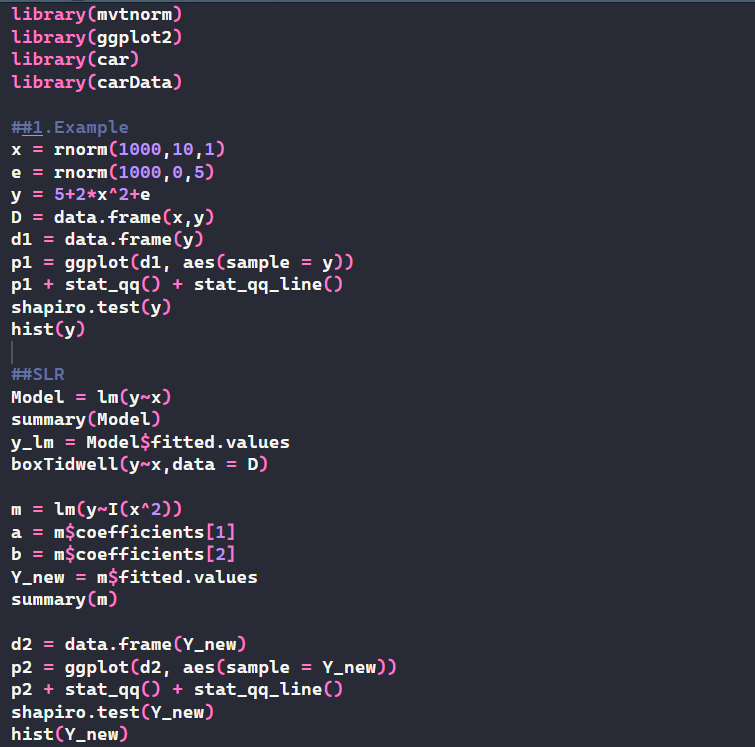 library(mvtnorm)
library(ggplot2)
library(car)
library(carData)
##1.Example
x = rnorm(1000,10,1)
e = rnorm(1000,0,5)
y = 5+2*x^2+e
D = data.frame(x,y)
d1 = data.frame(y)
p1 = ggplot(d1, aes(sample = y))
p1 + stat_qq() + stat_qq_line()
shapiro.test(y)
hist(y)
##SLR
Model = lm(y~x)
summary(Model)
y_lm = Model$fitted.values
boxTidwell(y~x,data = D)
m = lm(y~I(x^2))
a = m$coefficients[1]
b = m$coefficients[2]
Y_new = m$fitted.values
summary(m)
d2 = data.frame(Y_new)
p2 = ggplot(d2, aes(sample = Y_new))
p2 + stat_qq() + stat_qq_line()
shapiro.test(Y_new)
hist(Y_new)